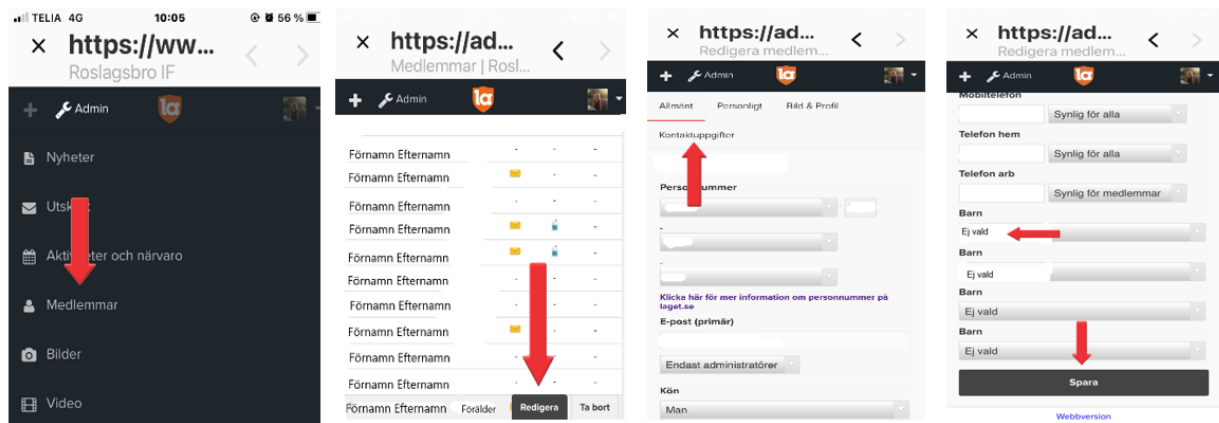 TELIA 4G 10:05 56 %
× https://ww...
Roslagsbro IF
Admin
Nyheter
Aktiviteter och närvaro
Medlemmar
Bilder
Video
× https://ad...
Medlemmar | Rosl...
Admin
Förnamn Efternamn
Förnamn Efternamn
Förnamn Efternamn
Förnamn Efternamn
Förnamn Efternamn
Förnamn Efternamn
Förnamn Efternamn
Förnamn Efternamn
Förnamn Efternamn
Förnamn Efternamn
Förnamn Efternamn Förälder Redigera Ta bort
× https://ad...
Redigera medlem...
Admin
Allmänt Personligt Bild & Profil
Kontaktuppgifter
Personnummer
Klicka här för mer information om personnummer på
laget.se
E-post (primär)
Endast administratörer
Kön
Man
× https://ad...
Redigera medlem...
Admin
Mobiltelefon
Synlig för alla
Telefon hem
Synlig för alla
Telefon arb
Synlig för medlemmar
Barn
Ej vald
Barn
Ej vald
Barn
Ej vald
Barn
Ej vald
Spara
Webbversion